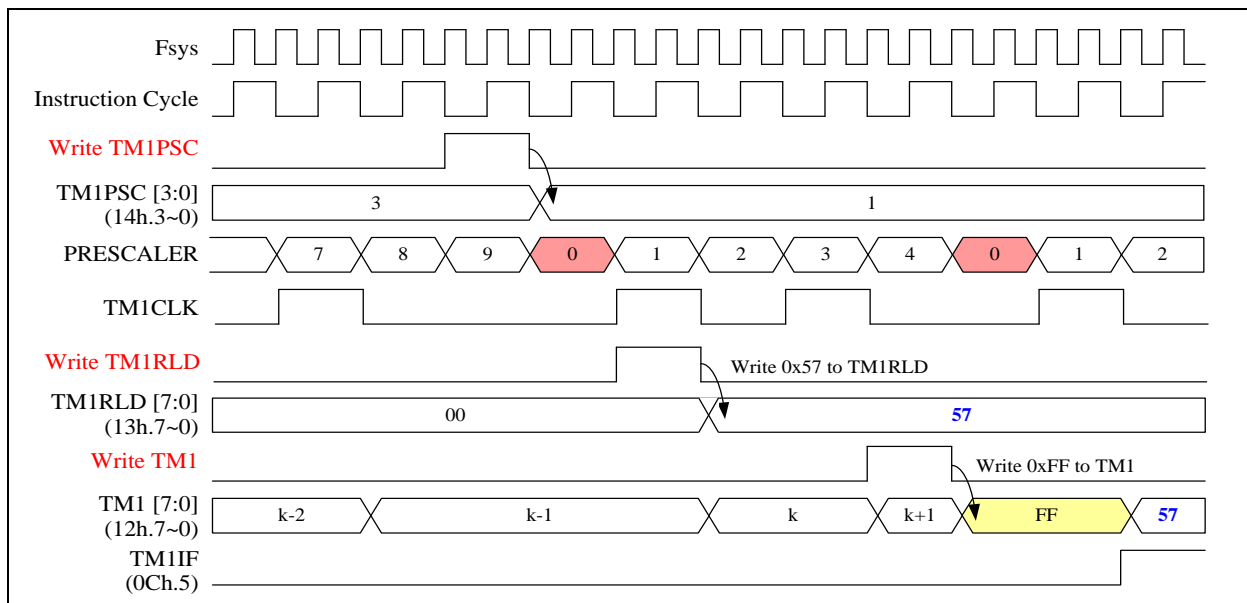 Fsys
Instruction Cycle
Write TM1PSC
TM1PSC [3:0]
(14h.3~0)
3 1
PRESCALER
7 8 9 0 1 2 3 4 0 1 2
TM1CLK
Write TM1RLD
Write 0x57 to TM1RLD
TM1RLD [7:0]
(13h.7~0)
00 57
Write TM1
Write 0xFF to TM1
TM1 [7:0]
(12h.7~0)
k-2 k-1 k k+1 FF 57
TM1IF
(0Ch.5)